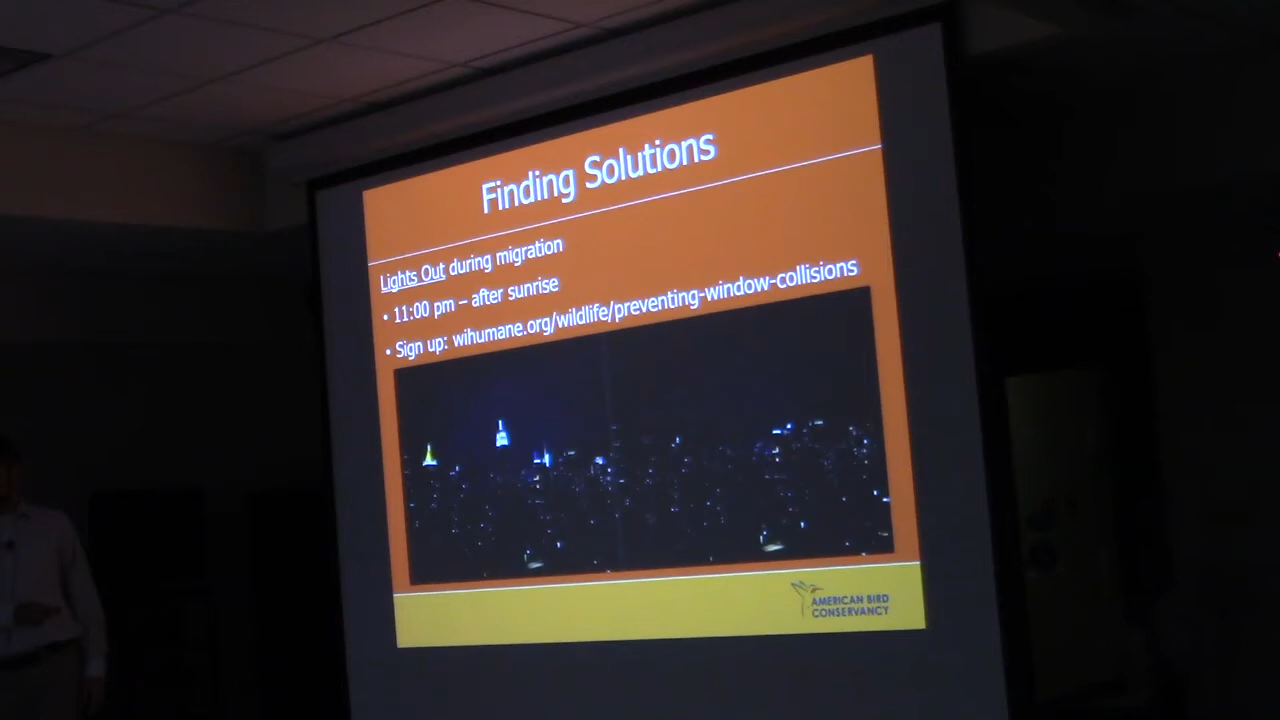 Finding Solutions
Lights Out during migration
• 11:00 pm – after sunrise
• Sign up: wihumane.org/wildlife/preventing-window-collisions
AMERICAN BIRD
CONSERVANCY